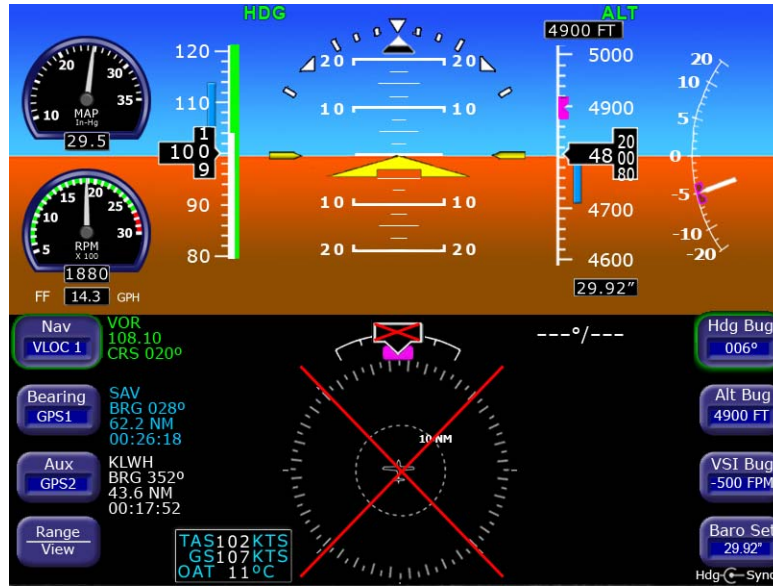 HDG
ALT
4900 FT
10
20
30
35
MAP
In-Hg
29.5
120
110
100
1
9
90
80
20 20
10 10
10 10
20 20
5000
4900
48
20
00
80
4700
4600
29.92"
20
10
5
0
-5
-10
-20
5
10
15
20
25
30
RPM
X 100
1880
FF 14.3 GPH
Nav
VLOC 1
VOR
108.10
CRS 020º
Bearing
GPS1
SAV
BRG 028º
62.2 NM
00:26:18
Aux
GPS2
KLWH
BRG 352º
43.6 NM
00:17:52
Range
View
TAS102KTS
GS107KTS
OAT 11ºC
10 NM
---°/---
Hdg Bug
006°
Alt Bug
4900 FT
VSI Bug
-500 FPM
Baro Set
29.92"
Hdg Sync